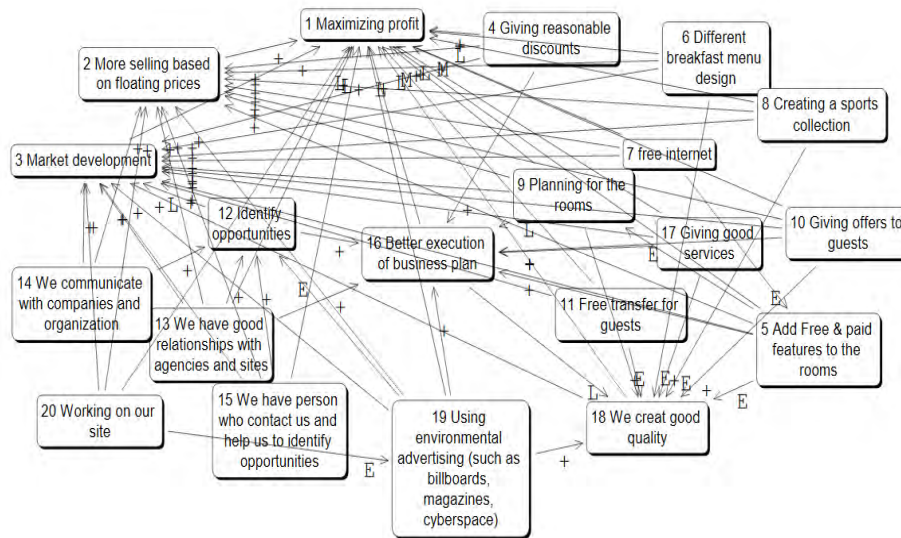 1 Maximizing profit
4 Giving reasonable
discounts
6 Different
breakfast menu
design
2 More selling based
on floating prices
8 Creating a sports
collection
3 Market development
7 free internet
9 Planning for the
rooms
12 Identify
opportunities
16 Better execution
of business plan
17 Giving good
services
10 Giving offers to
guests
14 We communicate
with companies and
organization
13 We have good
relationships with
agencies and sites
11 Free transfer for
guests
5 Add Free & paid
features to the
rooms
20 Working on our
site
15 We have person
who contact us and
help us to identify
opportunities
19 Using
environmental
advertising (such as
billboards,
magazines,
cyberspace)
18 We creat good
quality